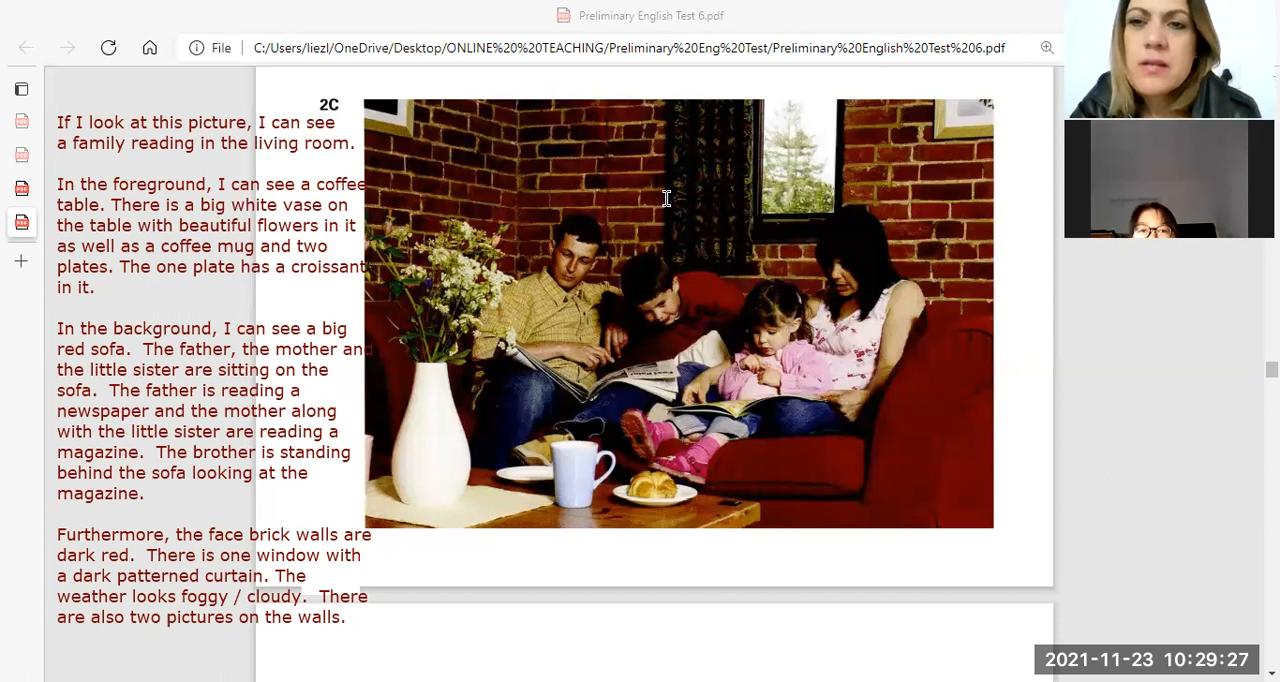 Preliminary English Test 6.pdf
File
C:/Users/liezl/OneDrive/Desktop/ONLINE%20%20TEACHING/Preliminary%20Eng%20Test/Preliminary%20English%20Test%206.pdf
2C
If I look at this picture, I can see
a family reading in the living room.
In the foreground, I can see a coffee
table. There is a big white vase on
the table with beautiful flowers in it
as well as a coffee mug and two
plates. The one plate has a croissant
in it.
In the background, I can see a big
red sofa.  The father, the mother and
the little sister are sitting on the
sofa.  The father is reading a
newspaper and the mother along
with the little sister are reading a
magazine.  The brother is standing
behind the sofa looking at the
magazine.
Furthermore, the face brick walls are
dark red.  There is one window with
a dark patterned curtain. The
weather looks foggy / cloudy.  There
are also two pictures on the walls.
2021-11-23 10:29:27